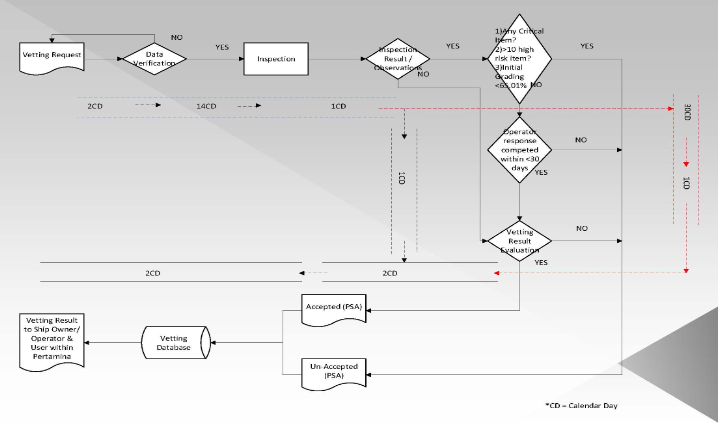 NO
Vetting Request
Data
Verification
YES
Inspection
Inspection
Result /
Observations
YES
NO
1)Any Critical
Item?
2)>10 high
risk item?
3)Initial
Grading
<65.01%
NO
YES
2CD
14CD
1CD
30CD
Operator
response
competed
within <30
days
NO
YES
1CD
1CD
Vetting
Result
Evaluation
NO
YES
2CD
2CD
Accepted (PSA)
Vetting Result
to Ship Owner/
Operator &
User within
Pertamina
Vetting
Database
Un-Accepted
(PSA)
*CD = Calendar Day